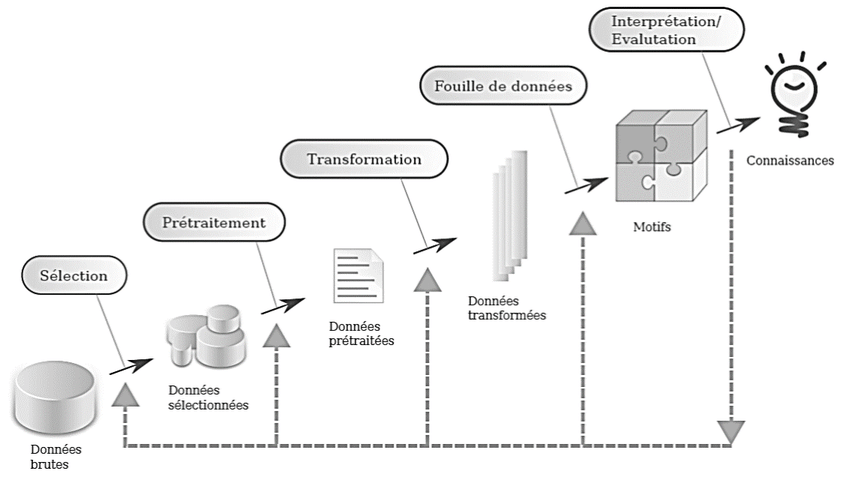 Interprétation/
Evalutation
Fouille de données
Connaissances
Transformation
Motifs
Prétraitement
Données
transformées
Sélection
Données
prétraitées
Données
sélectionnées
Données
brutes